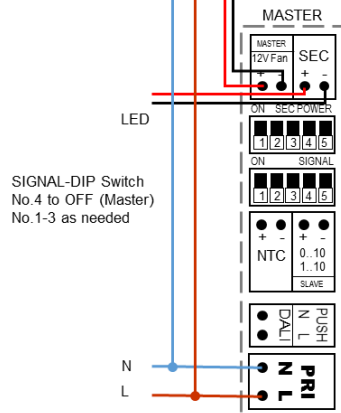 MASTER
MASTER
12V Fan
SEC
+ -
+ -
LED
ON SEC POWER
1 2 3 4 5
ON SIGNAL
1 2 3 4 5
SIGNAL-DIP Switch
No.4 to OFF (Master)
No.1-3 as needed
+ -
+ -
NTC
0..10
1..10
SLAVE
DALI
N L
PUSH
N
L
N L
PRI